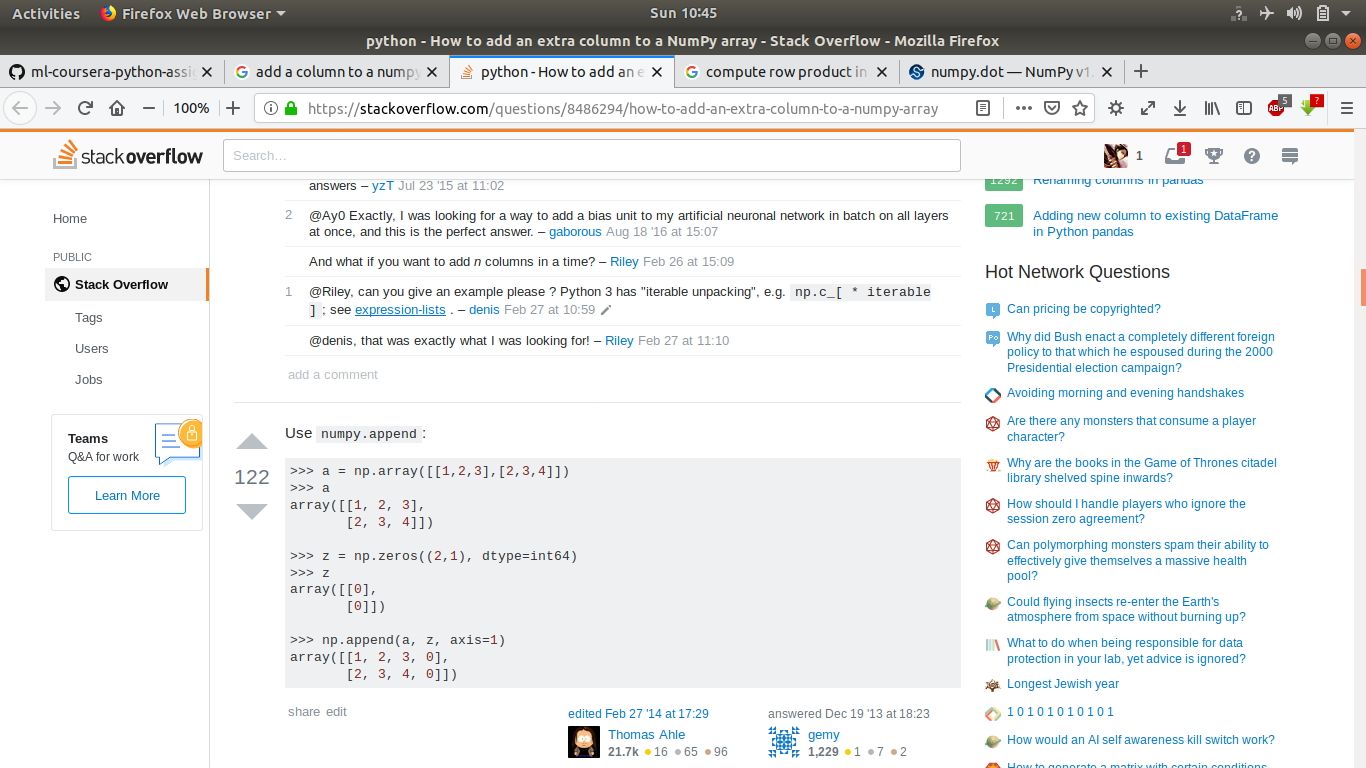 Activities Firefox Web Browser Sun 10:45
python - How to add an extra column to a NumPy array - Stack Overflow - Mozilla Firefox
ml-coursera-python-assi add a column to a numpy python - How to add an e compute row product in numpy.dot — NumPy v1.
100% https://stackoverflow.com/questions/8486294/how-to-add-an-extra-column-to-a-numpy-array ABP 5 ?
stackoverflow Search… 1 1
Home
PUBLIC
Stack Overflow
Tags
Users
Jobs
Teams
Q&A for work
Learn More
answers – yzT Jul 23 '15 at 11:02
2 @Ay0 Exactly, I was looking for a way to add a bias unit to my artificial neuronal network in batch on all layers
at once, and this is the perfect answer. – gaborous Aug 18 '16 at 15:07
And what if you want to add n columns in a time? – Riley Feb 26 at 15:09
1 @Riley, can you give an example please ? Python 3 has "iterable unpacking", e.g. np.c_[ * iterable
] ; see expression-lists . – denis Feb 27 at 10:59
@denis, that was exactly what I was looking for! – Riley Feb 27 at 11:10
add a comment
122
Use numpy.append:
>>> a = np.array([[1,2,3],[2,3,4]])
>>> a
array([[1, 2, 3],
       [2, 3, 4]])
>>> z = np.zeros((2,1), dtype=int64)
>>> z
array([[0],
       [0]])
>>> np.append(a, z, axis=1)
array([[1, 2, 3, 0],
       [2, 3, 4, 0]])
share edit
edited Feb 27 '14 at 17:29
Thomas Ahle
21.7k 16 65 96
answered Dec 19 '13 at 18:23
gemy
1,229 1 7 2
1292 Renaming columns in pandas
721 Adding new column to existing DataFrame
in Python pandas
Hot Network Questions
L Can pricing be copyrighted?
Po Why did Bush enact a completely different foreign
policy to that which he espoused during the 2000
Presidential election campaign?
Avoiding morning and evening handshakes
Are there any monsters that consume a player
character?
Why are the books in the Game of Thrones citadel
library shelved spine inwards?
How should I handle players who ignore the
session zero agreement?
Can polymorphing monsters spam their ability to
effectively give themselves a massive health
pool?
Could flying insects re-enter the Earth's
atmosphere from space without burning up?
What to do when being responsible for data
protection in your lab, yet advice is ignored?
Longest Jewish year
1 0 1 0 1 0 1 0 1 0 1
How would an AI self awareness kill switch work?
How to generate a matrix with certain conditions